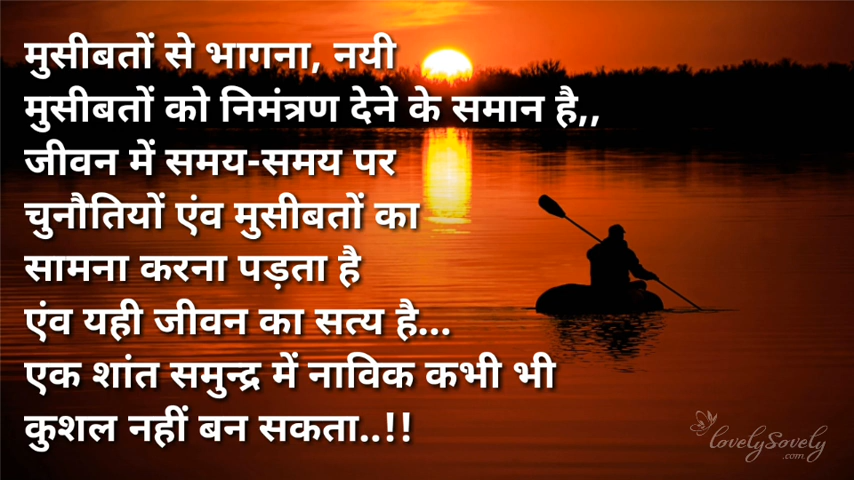 मुसीबतों से भागना, नयी
मुसीबतों को निमंत्रण देने के समान है,,
जीवन में समय-समय पर
चुनौतियों एंव मुसीबतों का
सामना करना पड़ता है
एंव यही जीवन का सत्य है...
एक शांत समुन्द्र में नाविक कभी भी
कुशल नहीं बन सकता..!!
lovelySovely
.com